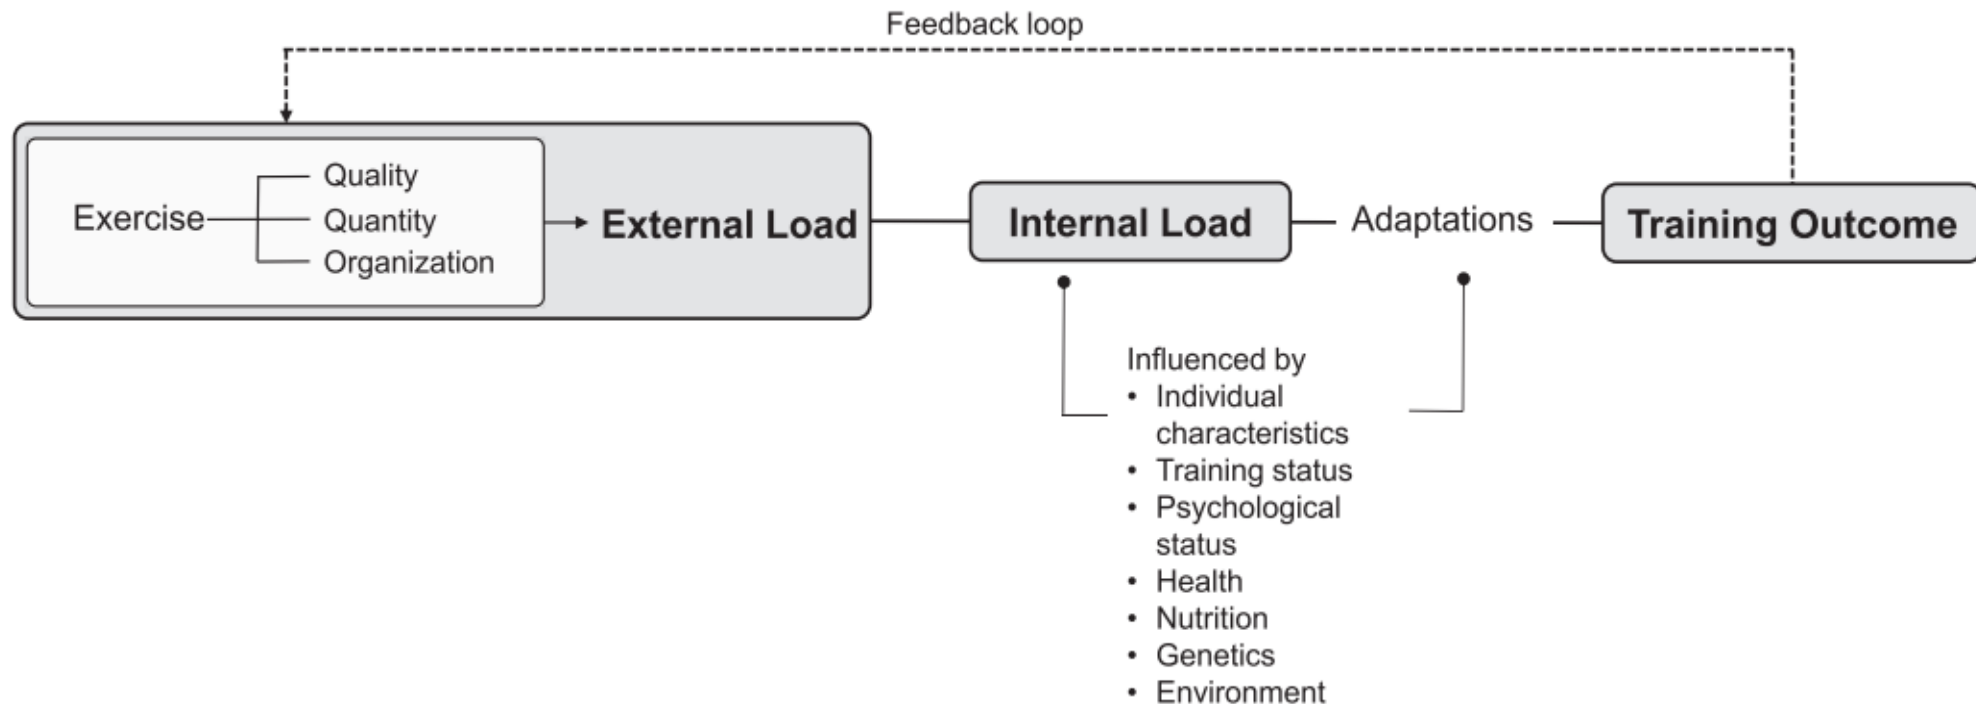 Feedback loop
Exercise
Quality
Quantity
Organization
External Load
Internal Load
Adaptations
Training Outcome
Influenced by
• Individual
characteristics
• Training status
• Psychological
status
• Health
• Nutrition
• Genetics
• Environment